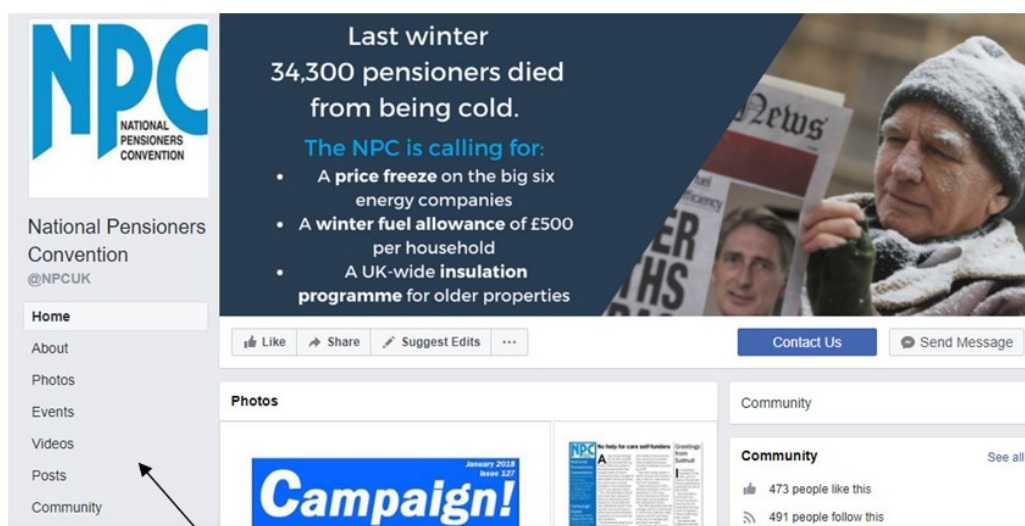 NPC
NATIONAL
PENSIONERS
CONVENTION
National Pensioners
Convention
@NPCUK
Home
About
Photos
Events
Videos
Posts
Community
Last winter
34,300 pensioners died
from being cold.
The NPC is calling for:
• A price freeze on the big six
energy companies
• A winter fuel allowance of £500
per household
• A UK-wide insulation
programme for older properties
News
Like
Share
Suggest Edits
Contact Us
Send Message
Photos
January 2018
Issue 127
Campaign!
NPC
No help for care self-funders
Greetings
from
Solihull
Community
Community
See all
473 people like this
491 people follow this